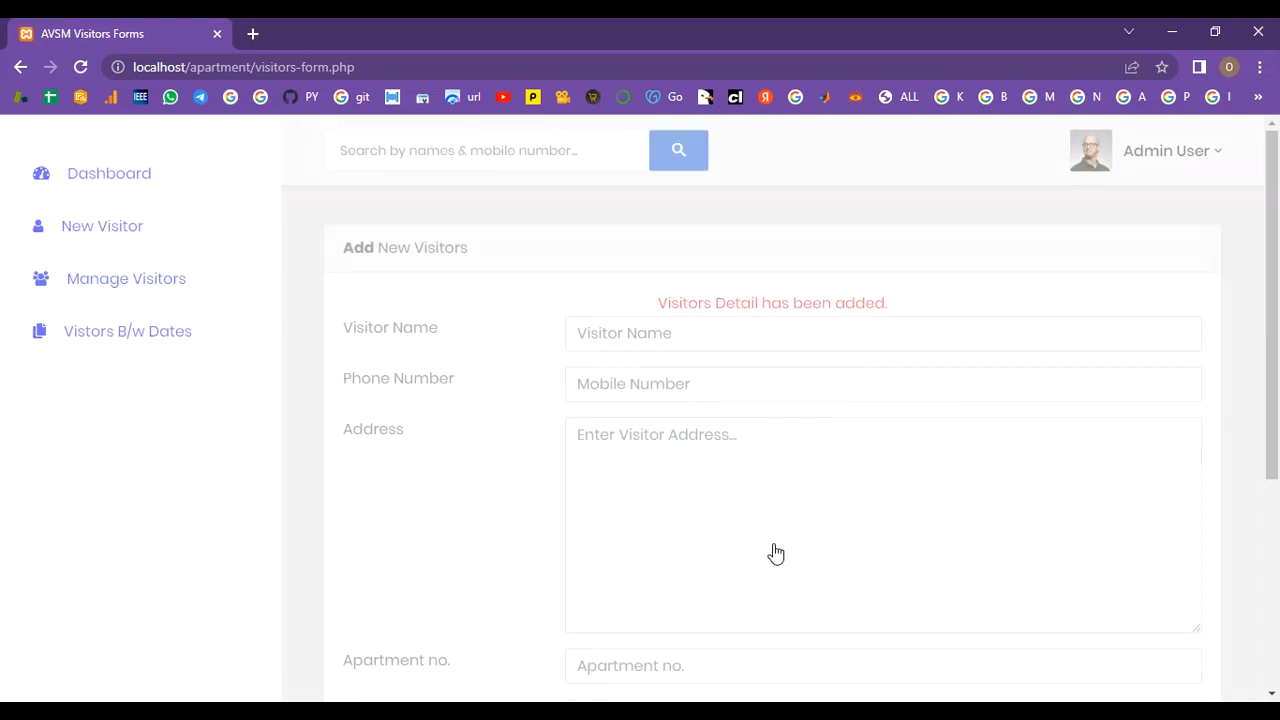 AVSM Visitors Forms
localhost/apartment/visitors-form.php
O
IEEE PY git url Go ALL K B M N A P I
Search by names & mobile number...
Admin User
Dashboard
New Visitor
Manage Visitors
Vistors B/w Dates
Add New Visitors
Visitors Detail has been added.
Visitor Name
Visitor Name
Phone Number
Mobile Number
Address
Enter Visitor Address...
Apartment no.
Apartment no.